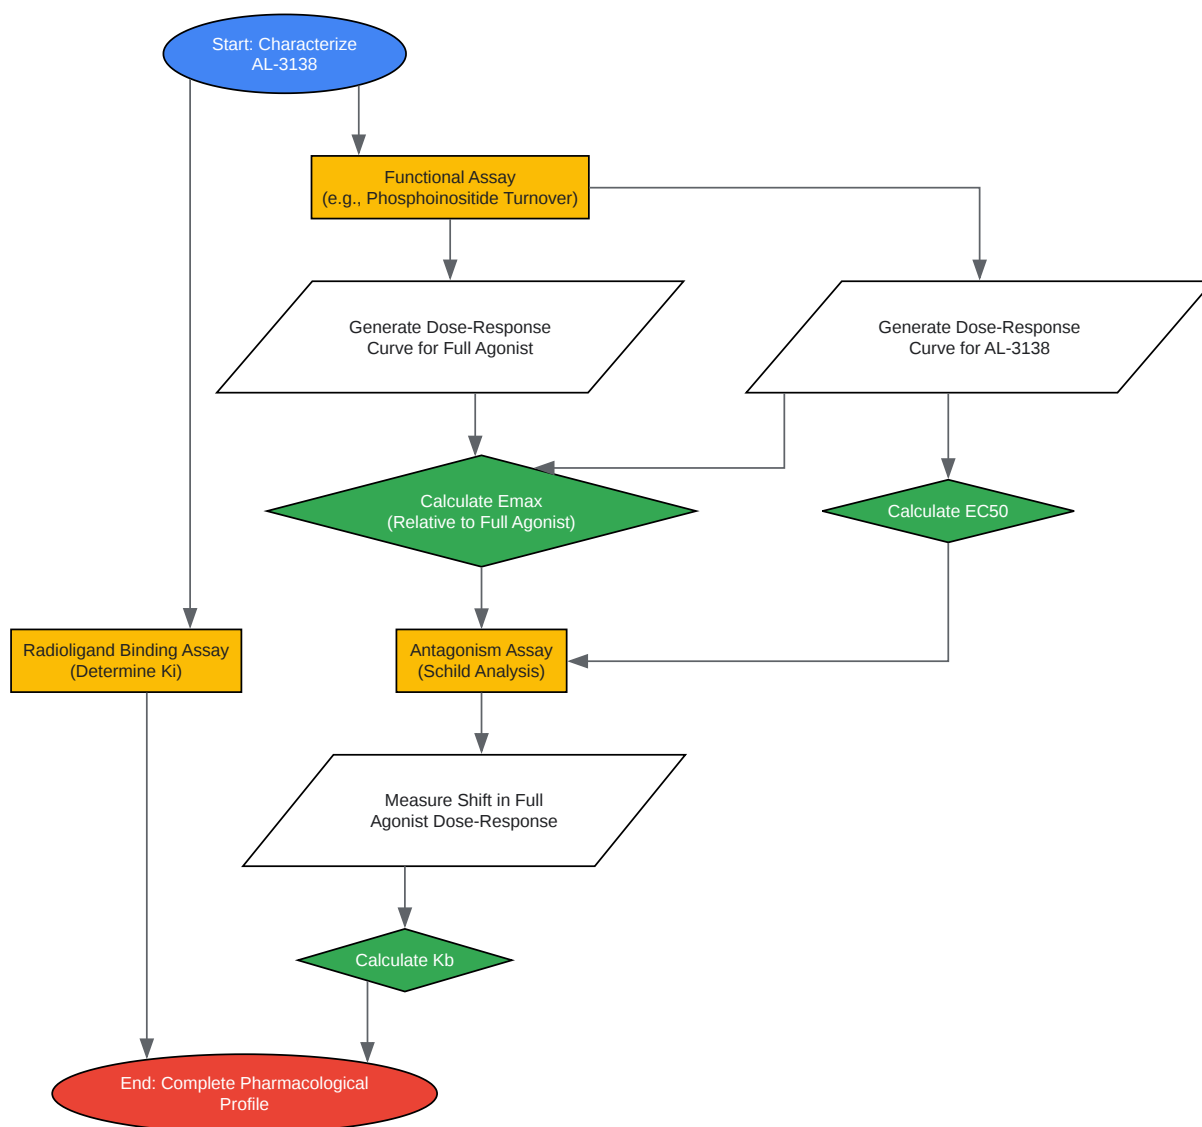 Start: Characterize
AL-3138
Functional Assay
(e.g., Phosphoinositide Turnover)
Generate Dose-Response
Curve for Full Agonist
Generate Dose-Response
Curve for AL-3138
Calculate Emax
(Relative to Full Agonist)
Calculate EC50
Radioligand Binding Assay
(Determine Ki)
Antagonism Assay
(Schild Analysis)
Measure Shift in Full
Agonist Dose-Response
Calculate Kb
End: Complete Pharmacological
Profile